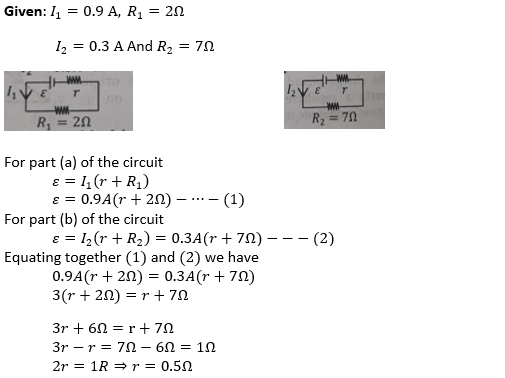 Given: I₁ = 0.9 A, R₁ = 2Ω
I₂ = 0.3 A And R₂ = 7Ω
I₁ ε r
R₁ = 2Ω
I₂ ε r
R₂ = 7Ω
For part (a) of the circuit
ε = I₁(r + R₁)
ε = 0.9A(r + 2Ω) − ⋯ − (1)
For part (b) of the circuit
ε = I₂(r + R₂) = 0.3A(r + 7Ω) − − − (2)
Equating together (1) and (2) we have
0.9A(r + 2Ω) = 0.3A(r + 7Ω)
3(r + 2Ω) = r + 7Ω
3r + 6Ω = r + 7Ω
3r − r = 7Ω − 6Ω = 1Ω
2r = 1R ⇒ r = 0.5Ω